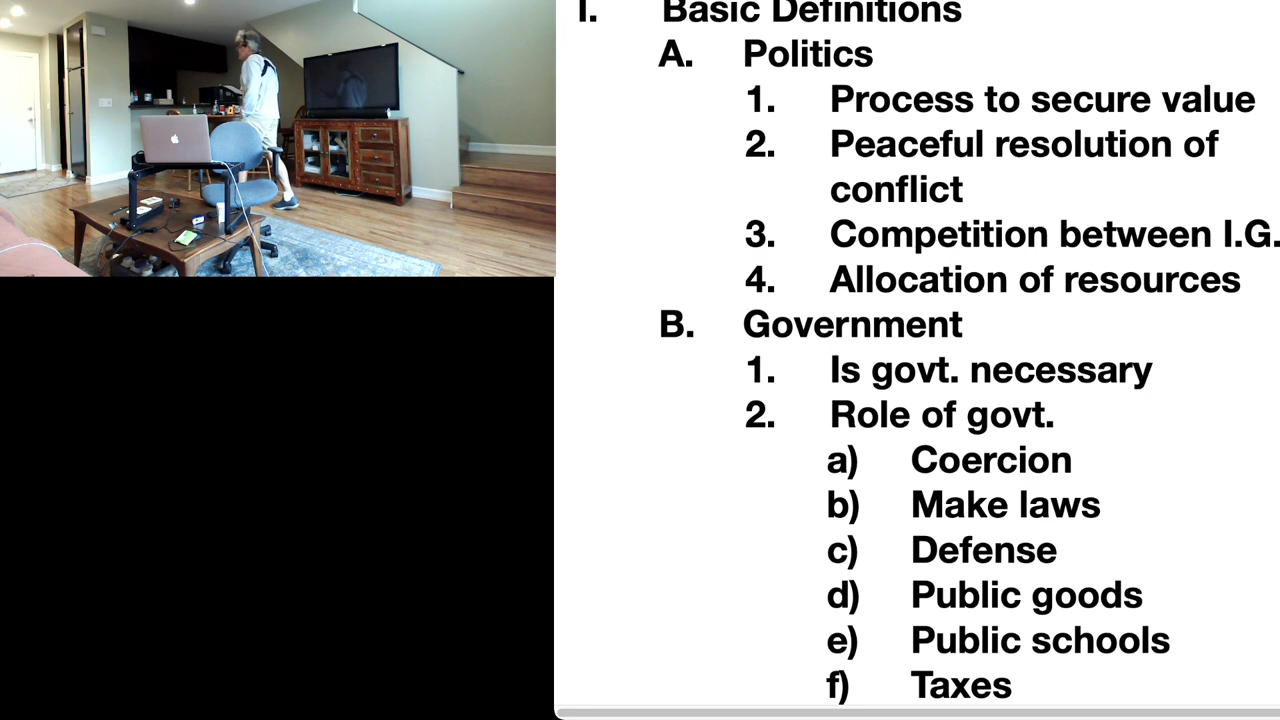 I. Basic Definitions
A. Politics
1. Process to secure value
2. Peaceful resolution of
conflict
3. Competition between I.G.
4. Allocation of resources
B. Government
1. Is govt. necessary
2. Role of govt.
a) Coercion
b) Make laws
c) Defense
d) Public goods
e) Public schools
f) Taxes